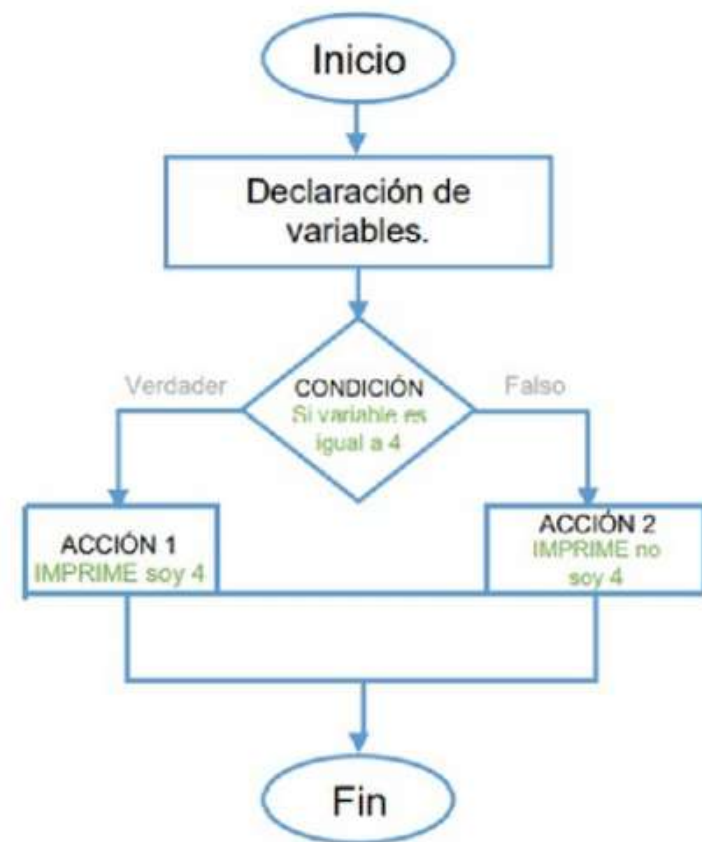 Inicio
Declaración de
variables.
Verdader
CONDICIÓN
Si variable es
igual a 4
Falso
ACCIÓN 1
IMPRIME soy 4
ACCIÓN 2
IMPRIME no
soy 4
Fin